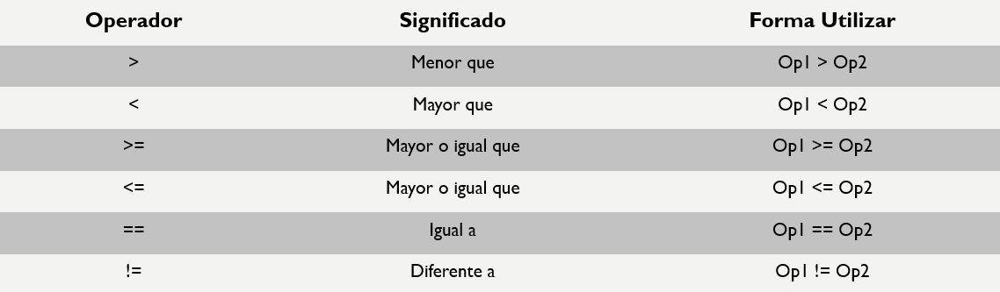 Operador Significado Forma Utilizar
> Menor que Op1 > Op2
< Mayor que Op1 < Op2
>= Mayor o igual que Op1 >= Op2
<= Mayor o igual que Op1 <= Op2
== Igual a Op1 == Op2
!= Diferente a Op1 != Op2